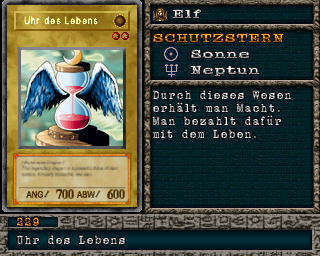 Uhr des Lebens
ANG/ 700 ABW/ 600
Elf
SCHUTZSTERN
Sonne
Neptun
Durch dieses Wesen
erhält man Macht.
Man bezahlt dafür
mit dem Leben.
229
Uhr des Lebens